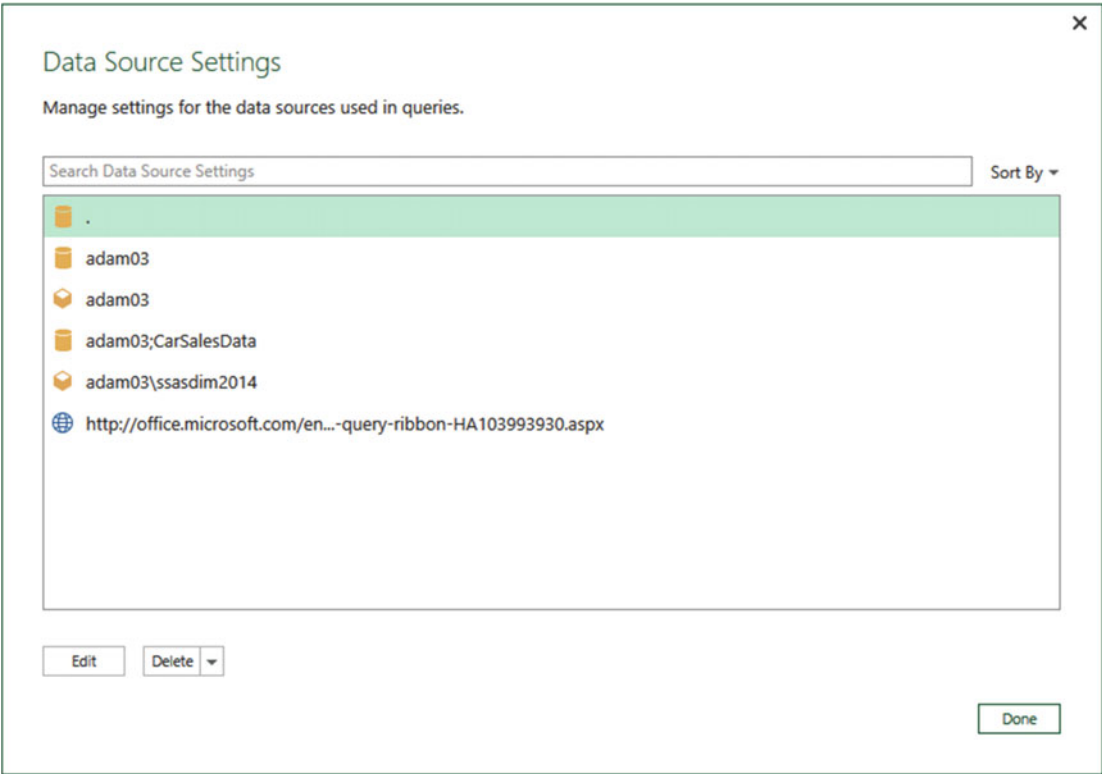 Data Source Settings
Manage settings for the data sources used in queries.
Search Data Source Settings
Sort By
.
adam03
adam03
adam03;CarSalesData
adam03\ssasdim2014
http://office.microsoft.com/en...-query-ribbon-HA103993930.aspx
Edit
Delete
Done